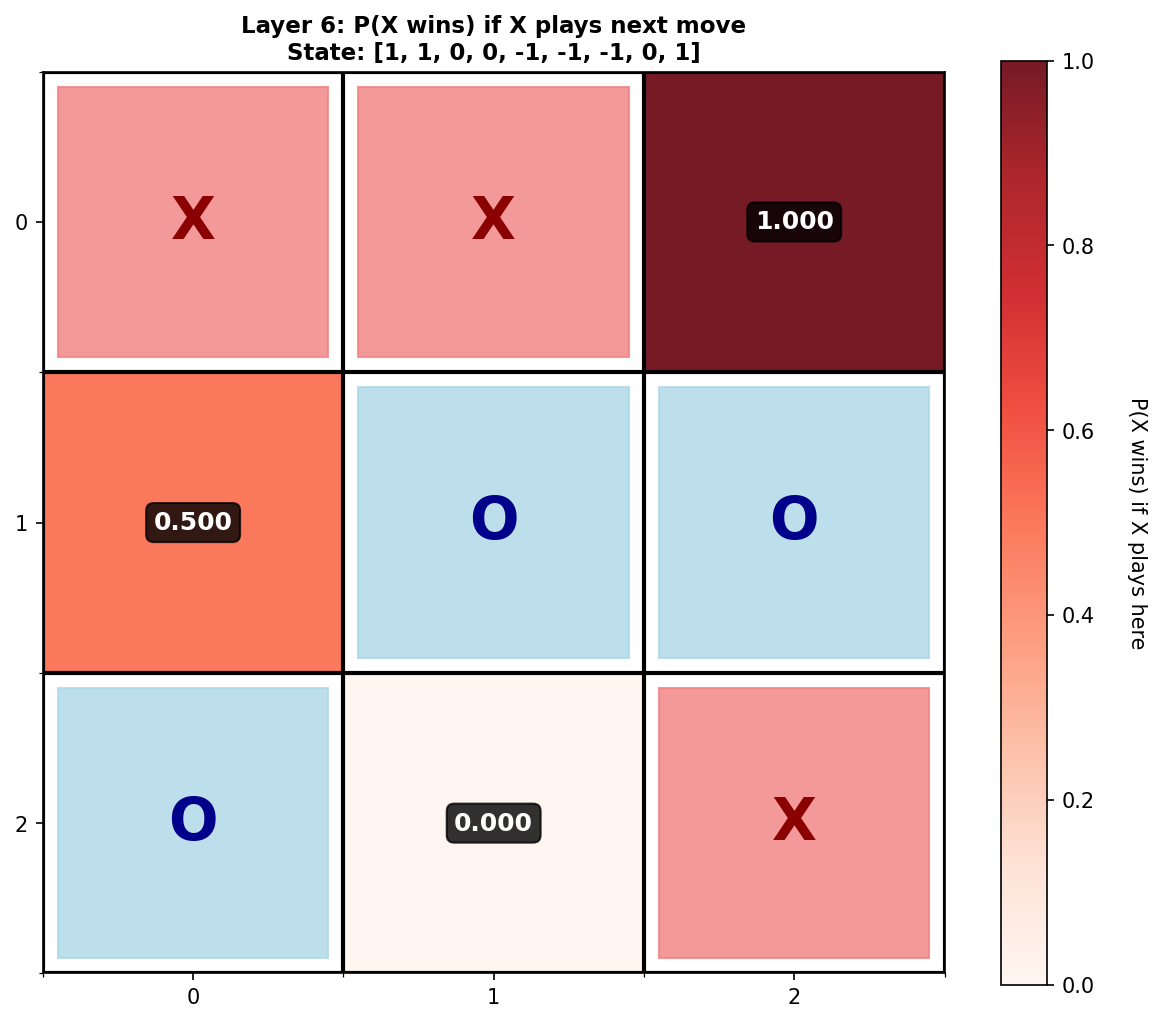 Layer 6: P(X wins) if X plays next move
State: [1, 1, 0, 0, -1, -1, -1, 0, 1]
0
X
X
1.000
1
0.500
O
O
2
O
0.000
X
0
1
2
1.0
0.8
0.6
0.4
0.2
0.0
P(X wins) if X plays here